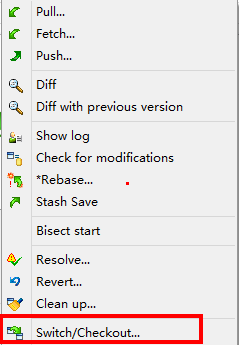 Pull...
Fetch...
Push...
Diff
Diff with previous version
Show log
Check for modifications
*Rebase...
Stash Save
Bisect start
Resolve...
Revert...
Clean up...
Switch/Checkout...